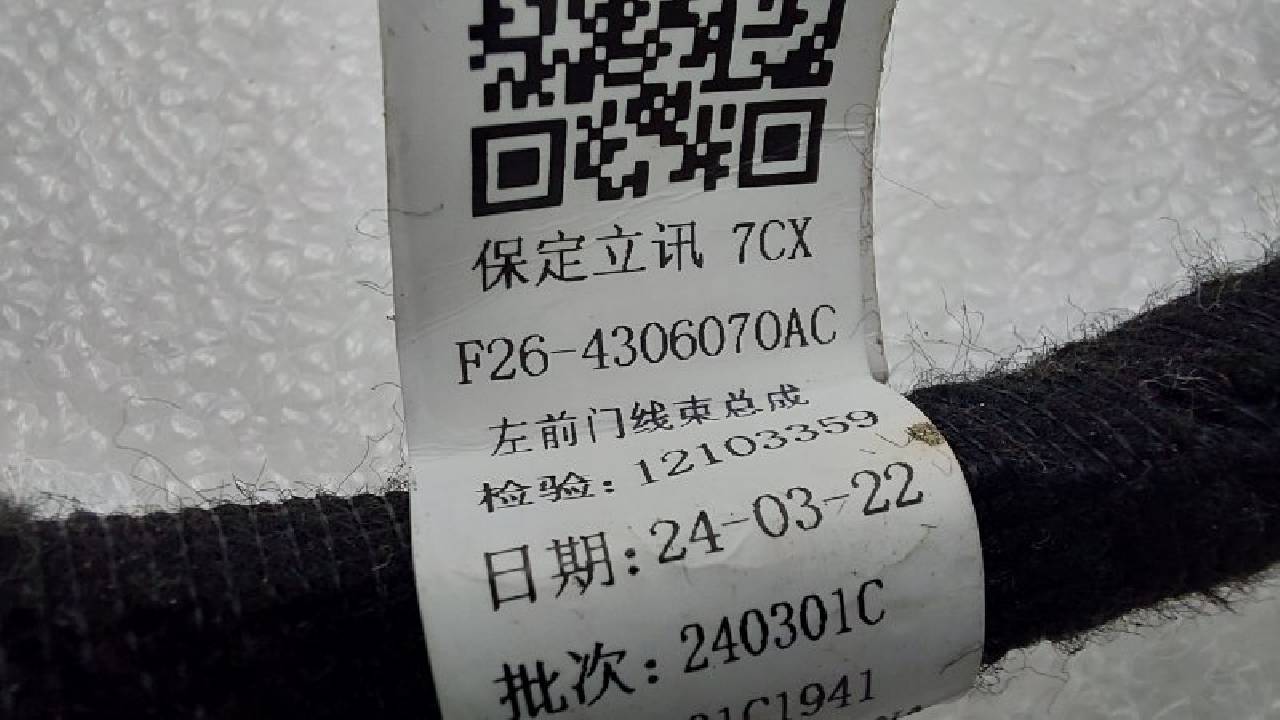 保定立讯 7CX
F26-4306070AC
左前门线束总成
检验:12103359
日期:24-03-22
批次:240301C
01C1941